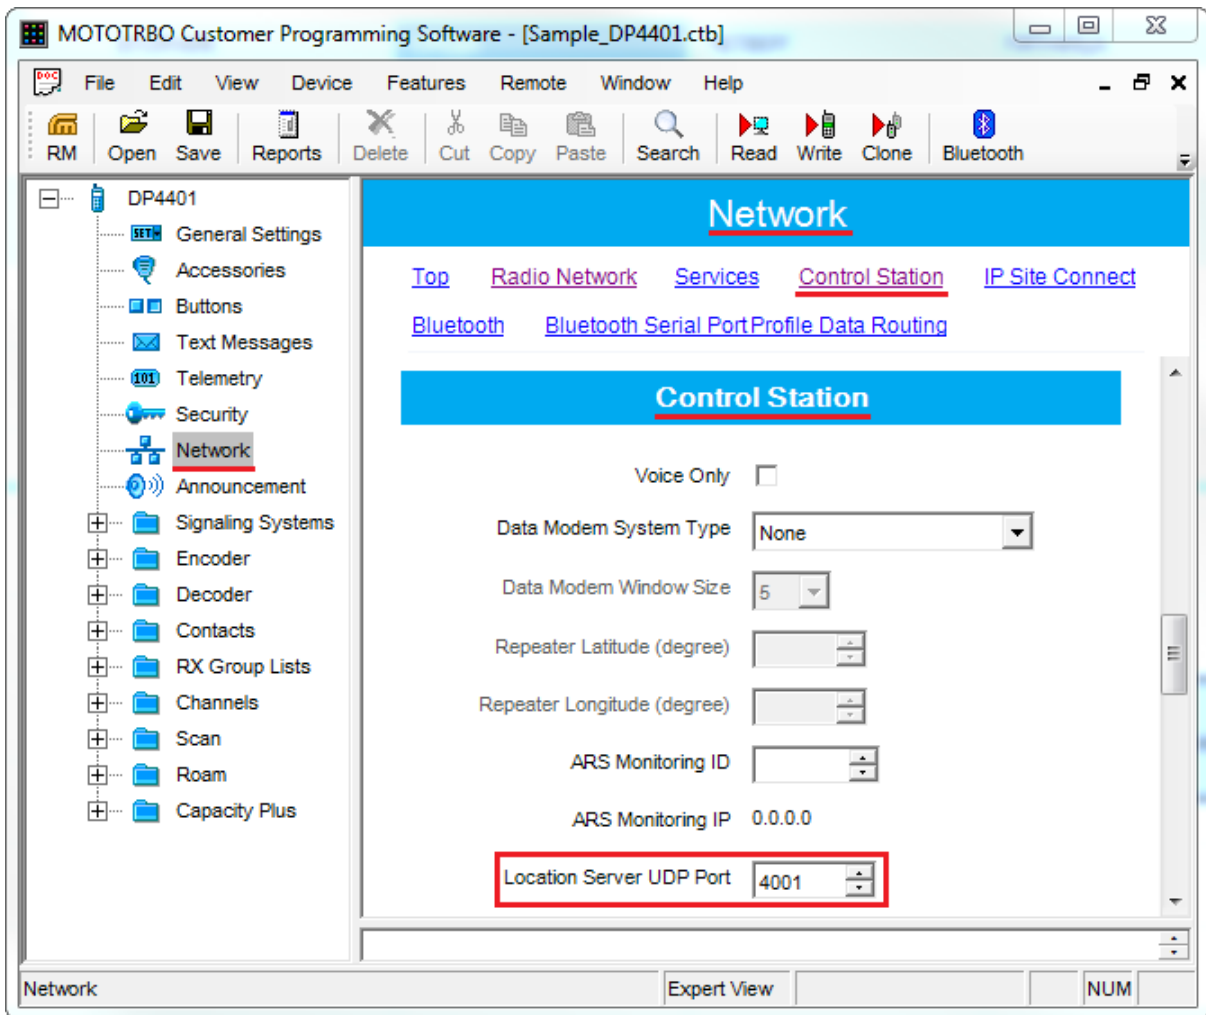 MOTOTRBO Customer Programming Software - [Sample_DP4401.ctb]
DOC File Edit View Device Features Remote Window Help
RM Open Save Reports Delete Cut Copy Paste Search Read Write Clone Bluetooth
DP4401
SET General Settings
Accessories
Buttons
Text Messages
101 Telemetry
Security
Network
Announcement
Signaling Systems
Encoder
Decoder
Contacts
RX Group Lists
Channels
Scan
Roam
Capacity Plus
Network
Top Radio Network Services Control Station IP Site Connect
Bluetooth Bluetooth Serial Port Profile Data Routing
Control Station
Voice Only
Data Modem System Type None
Data Modem Window Size 5
Repeater Latitude (degree)
Repeater Longitude (degree)
ARS Monitoring ID
ARS Monitoring IP 0.0.0.0
Location Server UDP Port 4001
Network Expert View NUM